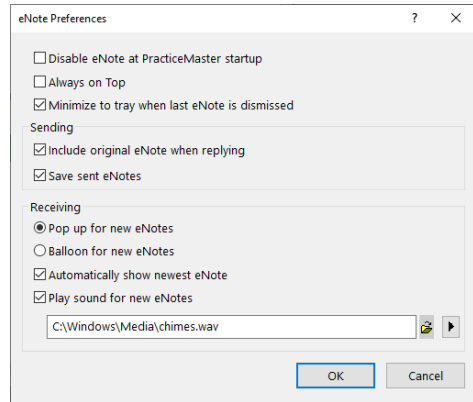 eNote Preferences
Disable eNote at PracticeMaster startup
Always on Top
Minimize to tray when last eNote is dismissed
Sending
Include original eNote when replying
Save sent eNotes
Receiving
Pop up for new eNotes
Balloon for new eNotes
Automatically show newest eNote
Play sound for new eNotes
C:\Windows\Media\chimes.wav
OK Cancel